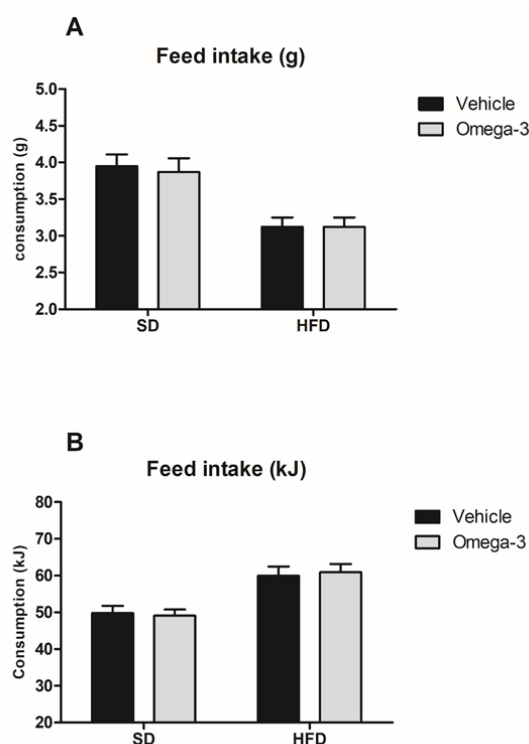 A
Feed intake (g)
5.0
4.5
4.0
3.5
3.0
2.5
2.0
consumption (g)
SD
HFD
Vehicle
Omega-3
B
Feed intake (kJ)
80
70
60
50
40
30
20
Consumption (kJ)
SD
HFD
Vehicle
Omega-3